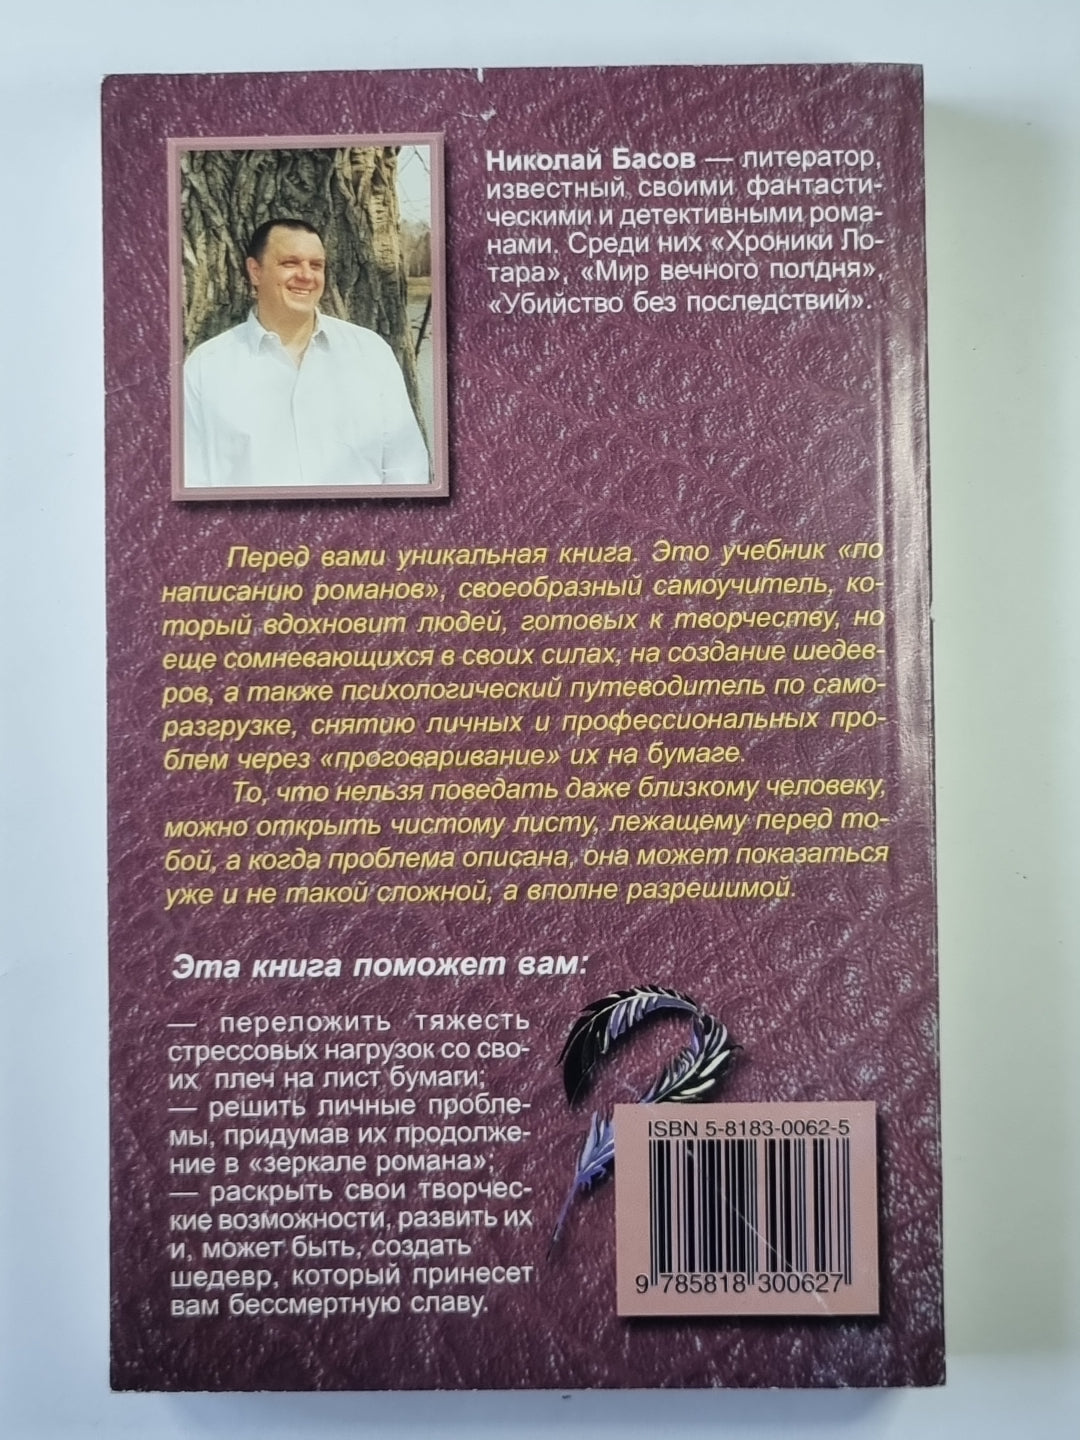 Николай Басов — литератор,
известный своими фантасти-
ческими и детективными рома-
нами. Среди них «Хроники Ло-
тара», «Мир вечного полдня»,
«Убийство без последствий».
Перед вами уникальная книга. Это учебник «по
написанию романов», своеобразный самоучитель, ко-
торый вдохновит людей, готовых к творчеству, но
еще сомневающихся в своих силах, на создание шедев-
ров, а также психологический путеводитель по само-
разгрузке, снятию личных и профессиональных про-
блем через «проговаривание» их на бумаге.
То, что нельзя поведать даже близкому человеку,
можно открыть чистому листу, лежащему перед то-
бой, а когда проблема описана, она может показаться
уже и не такой сложной, а вполне разрешимой.
Эта книга поможет вам:
— переложить тяжесть
стрессовых нагрузок со сво-
их плеч на лист бумаги;
— решить личные пробле-
мы, придумав их продолже-
ние в «зеркале романа»;
— раскрыть свои творчес-
кие возможности, развить их
и, может быть, создать
шедевр, который принесет
вам бессмертную славу.
ISBN 5-8183-0062-5
9 785818 300627